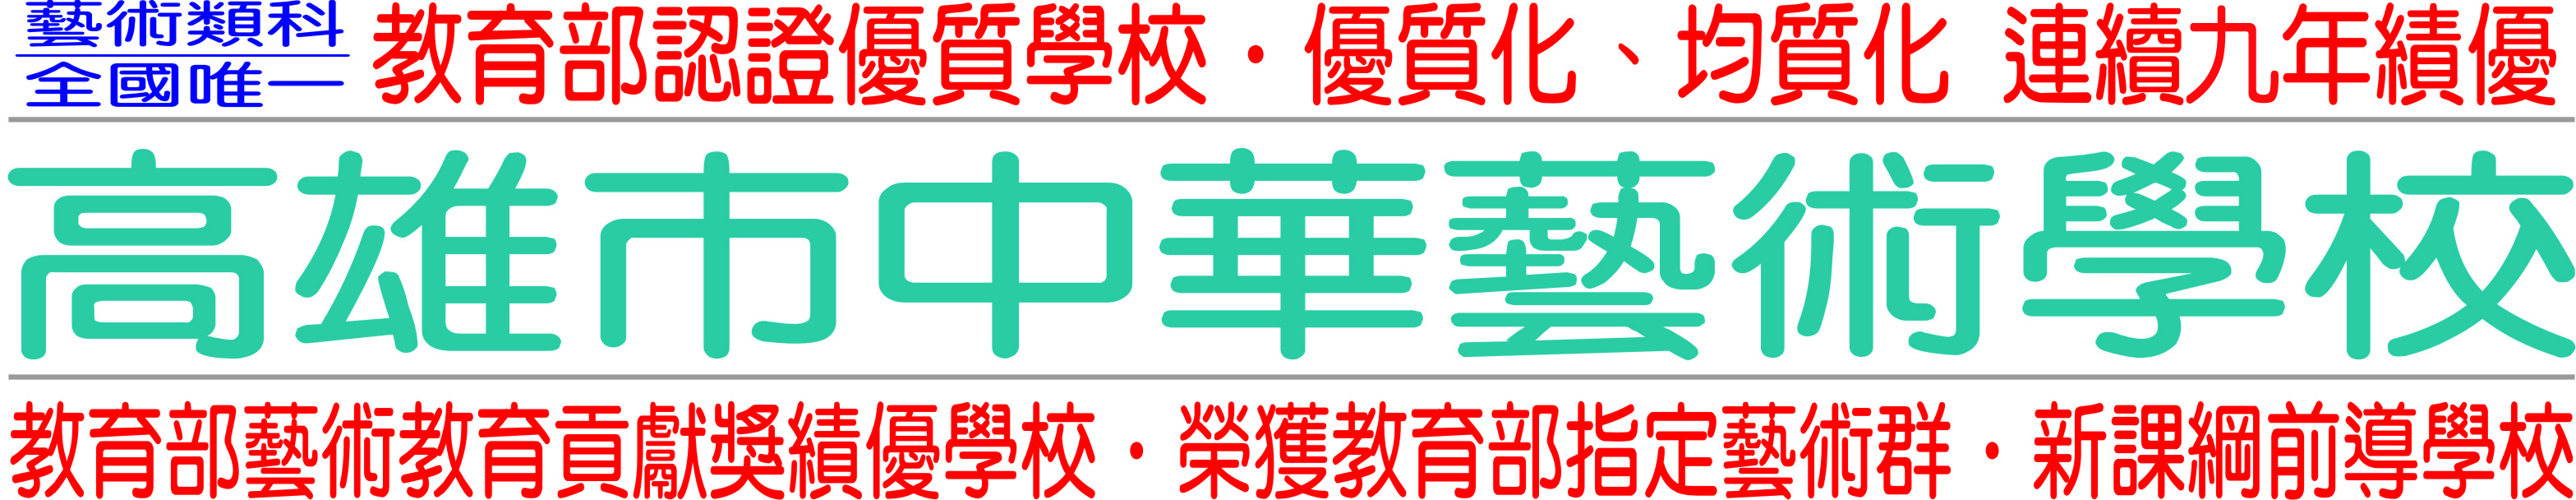 藝術類科
全國唯一
教育部認證優質學校・優質化、均質化 連續九年績優
高雄市中華藝術學校
教育部藝術教育貢獻獎績優學校・榮獲教育部指定藝術群・新課綱前導學校